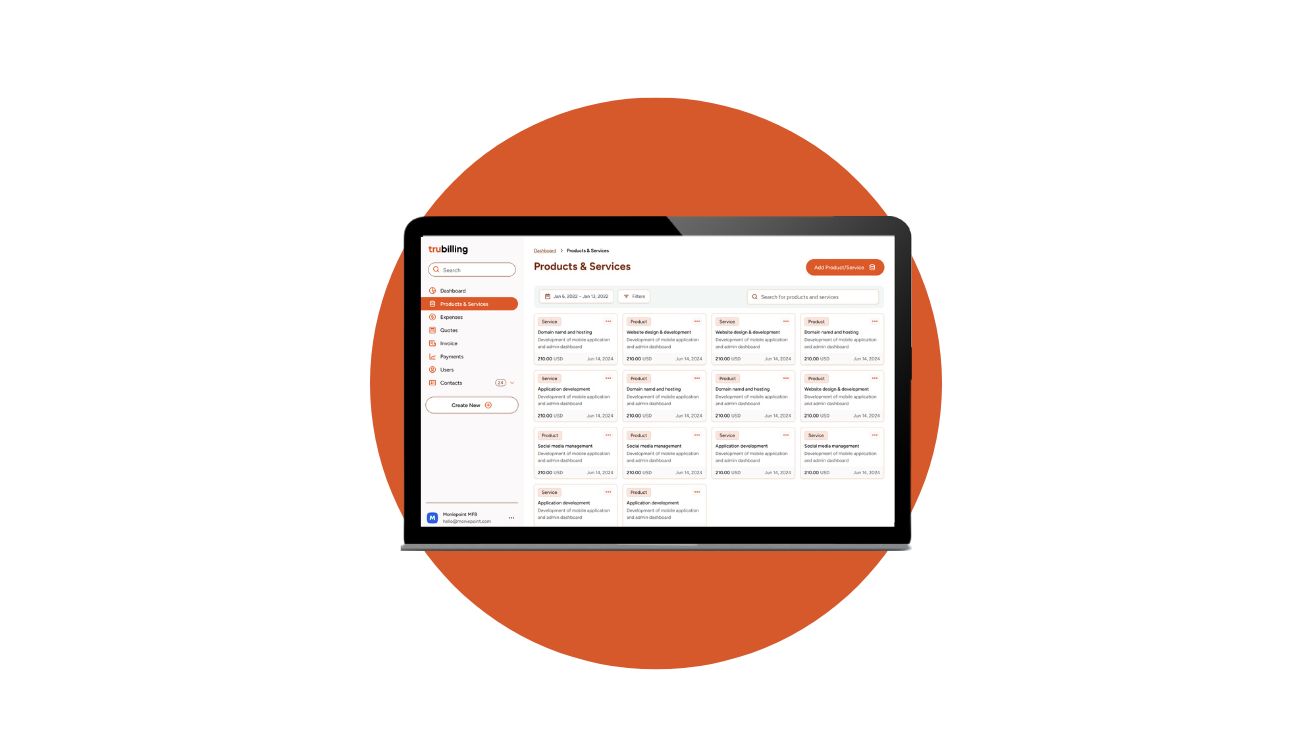 trubilling
Search
Dashboard
Products & Services
Expenses
Quotes
Invoice
Payments
Users
Contacts 24
Create New
Moniepoint MFB
hello@moniepoint.com
Dashboard > Products & Services
Products & Services
Add Product/Service
Jan 6, 2022 – Jan 13, 2022
Filters
Search for products and services
Service
Domain namd and hosting
Development of mobile application
and admin dashboard
210.00 USD Jun 14, 2024
Product
Website design & development
Development of mobile application
and admin dashboard
210.00 USD Jun 14, 2024
Service
Website design & development
Development of mobile application
and admin dashboard
210.00 USD Jun 14, 2024
Product
Domain namd and hosting
Development of mobile application
and admin dashboard
210.00 USD Jun 14, 2024
Service
Application development
Development of mobile application
and admin dashboard
210.00 USD Jun 14, 2024
Product
Domain namd and hosting
Development of mobile application
and admin dashboard
210.00 USD Jun 14, 2024
Product
Domain namd and hosting
Development of mobile application
and admin dashboard
210.00 USD Jun 14, 2024
Product
Website design & development
Development of mobile application
and admin dashboard
210.00 USD Jun 14, 2024
Product
Social media management
Development of mobile application
and admin dashboard
210.00 USD Jun 14, 2024
Product
Social media management
Development of mobile application
and admin dashboard
210.00 USD Jun 14, 2024
Service
Application development
Development of mobile application
and admin dashboard
210.00 USD Jun 14, 2024
Service
Social media management
Development of mobile application
and admin dashboard
210.00 USD Jun 14, 2024
Service
Application development
Development of mobile application
and admin dashboard
Product
Application development
Development of mobile application
and admin dashboard